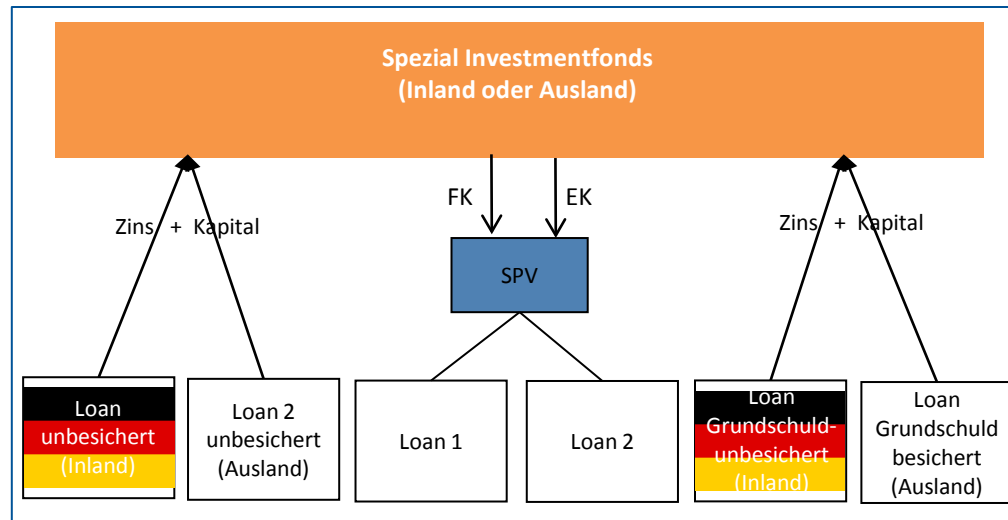 Spezial Investmentfonds
(Inland oder Ausland)
FK
EK
Zins + Kapital
Zins + Kapital
SPV
Loan
unbesichert
(Inland)
Loan 2
unbesichert
(Ausland)
Loan 1
Loan 2
Loan
Grundschuld-
unbesichert
(Inland)
Loan
Grundschuld
besichert
(Ausland)